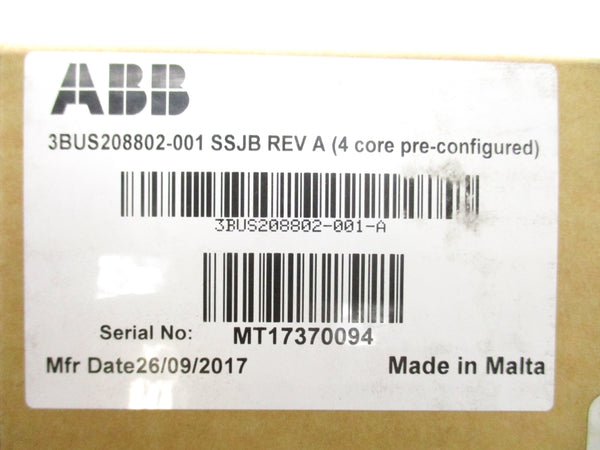 ABB
3BUS208802-001 SSJB REV A (4 core pre-configured)
3BUS208802-001-A
Serial No: MT17370094
Mfr Date26/09/2017 Made in Malta